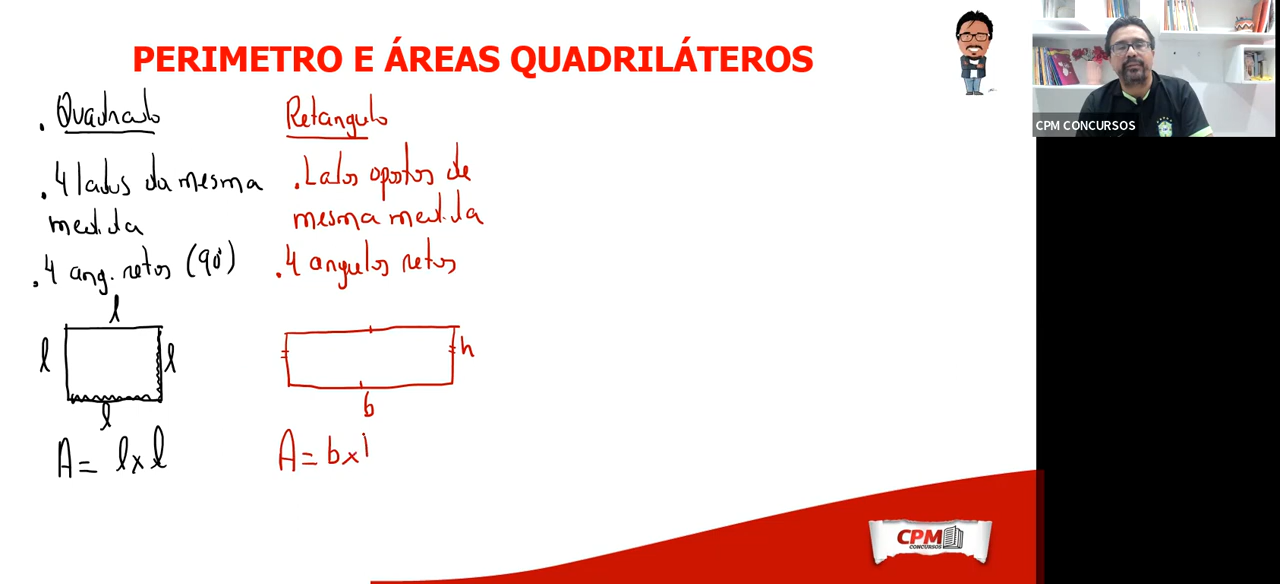 PERIMETRO E ÁREAS QUADRILÁTEROS
CPM CONCURSOS
. Quadrado
. 4 lados da mesma
medida
. 4 ang. retos (90°)
l
l
l
l
A = l x l
Retangulo
. Lados opostos de
mesma medida
. 4 angulos retos
h
b
A = b x
CPM
CONCURSOS